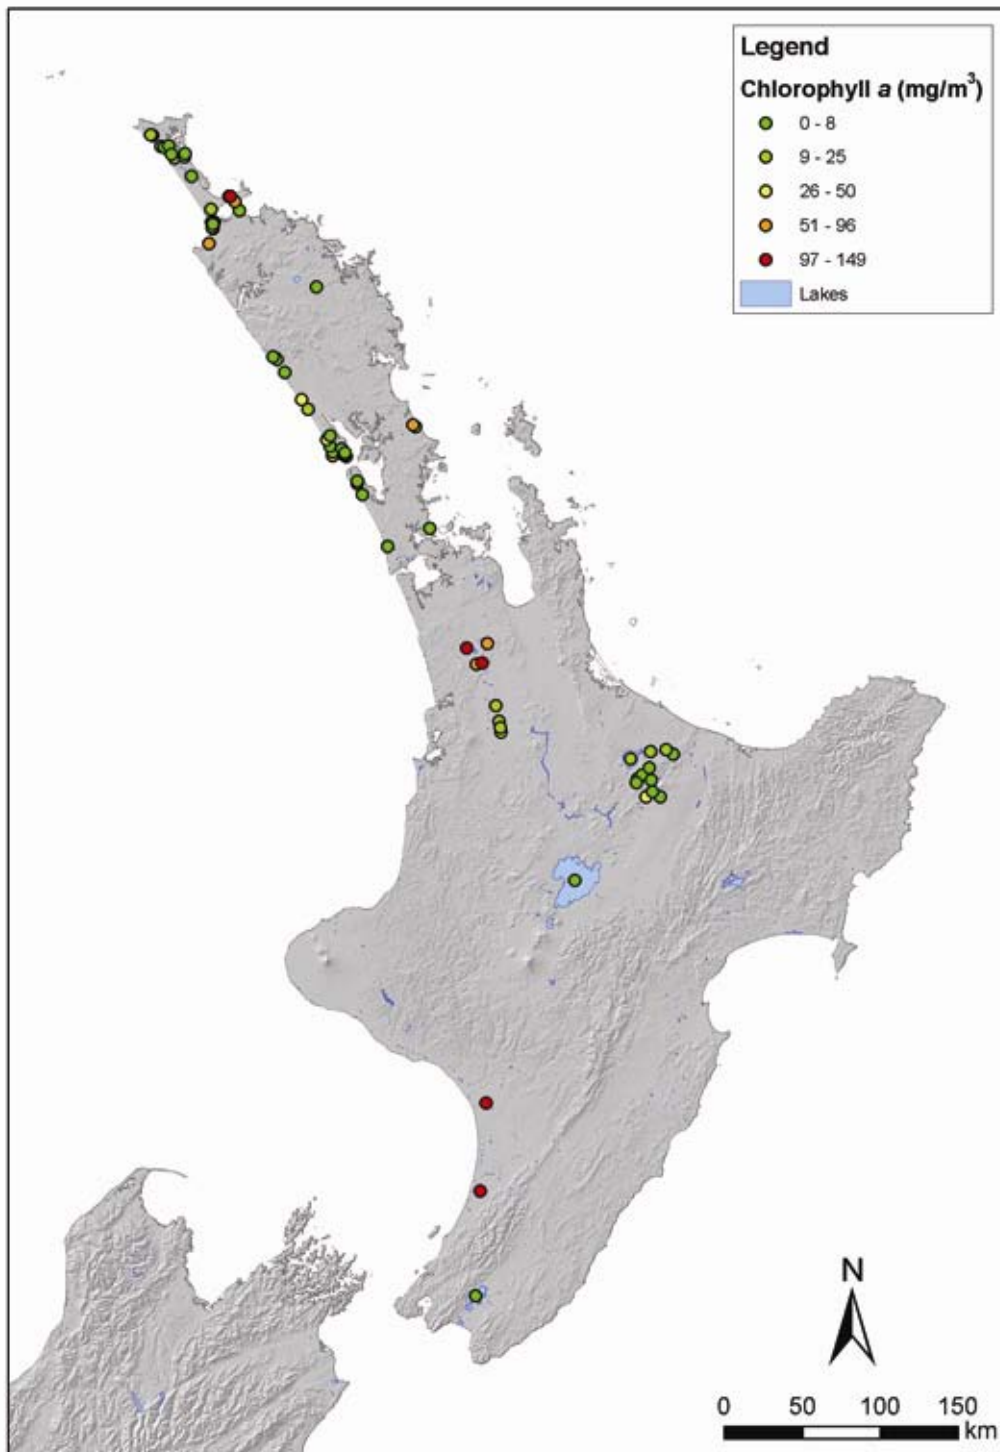 Legend
Chlorophyll a (mg/m³)
0 - 8
9 - 25
26 - 50
51 - 96
97 - 149
Lakes
N
0 50 100 150
km